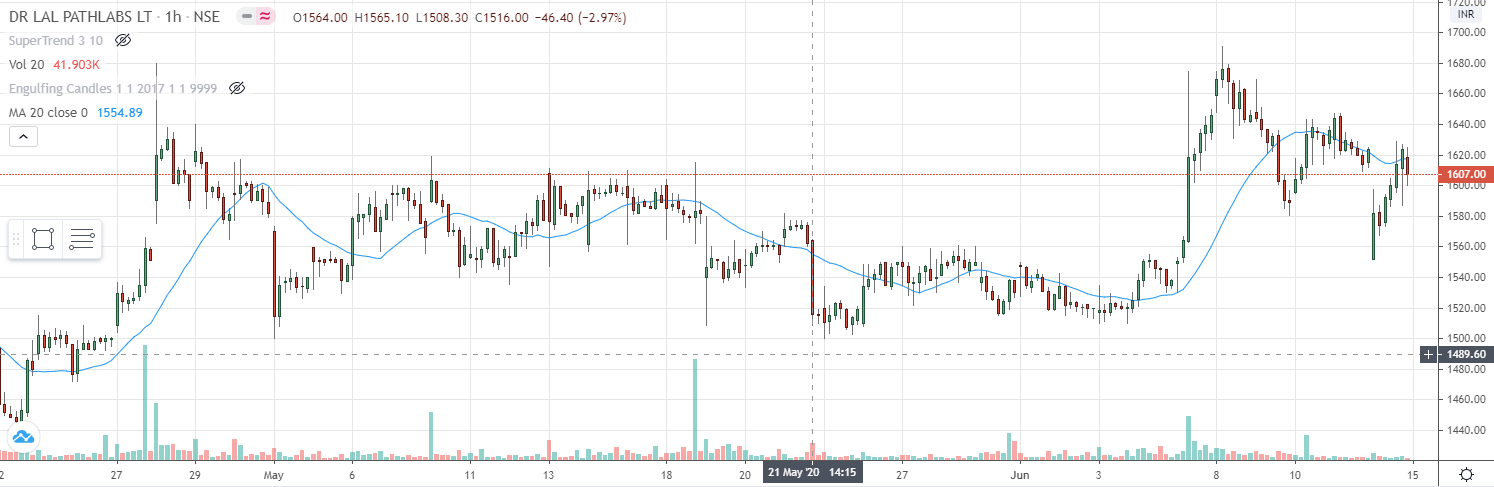 DR LAL PATHLABS LT · 1h · NSE O1564.00 H1565.10 L1508.30 C1516.00 −46.40 (−2.97%)
SuperTrend 3 10
Vol 20 41.903K
Engulfing Candles 1 1 2017 1 1 9999
MA 20 close 0 1554.89
1720.00
INR
1700.00
1680.00
1660.00
1640.00
1620.00
1607.00
1600.00
1580.00
1560.00
1540.00
1520.00
1500.00
1489.60
1480.00
1460.00
1440.00
2 27 29 May 6 11 13 18 20 21 May '20 14:15 27 Jun 3 8 10 15